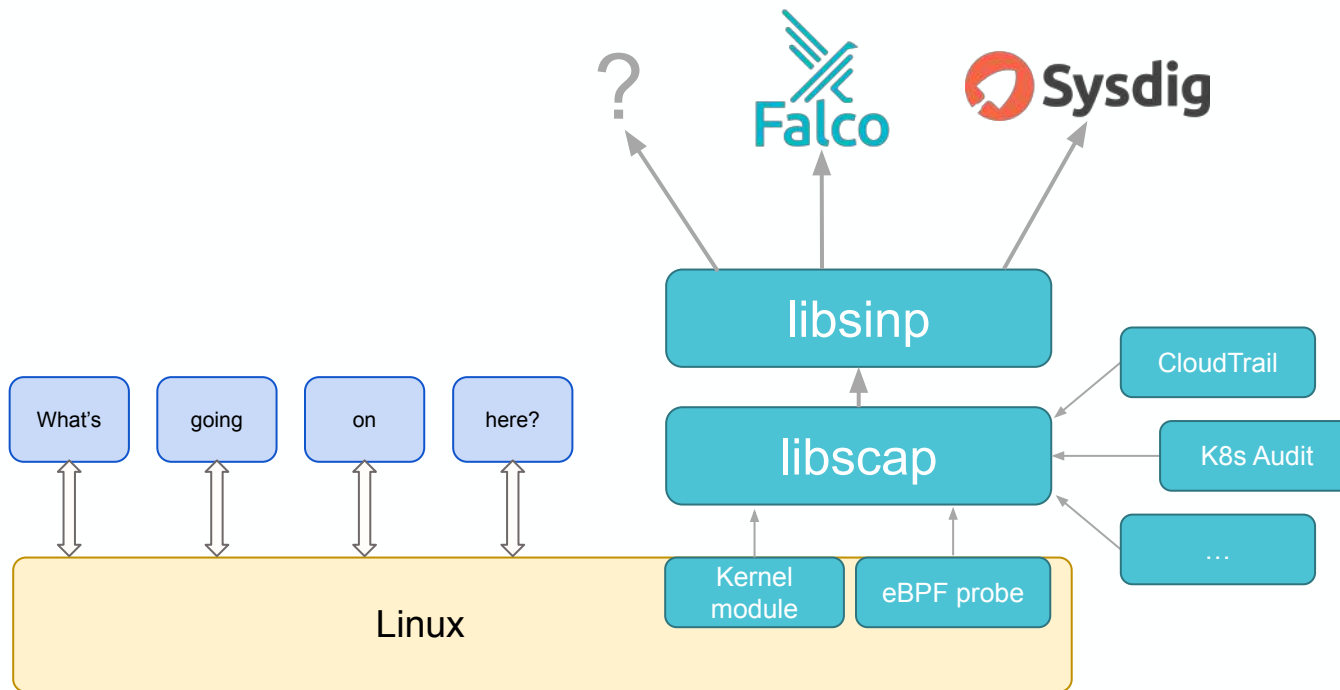 ?
Falco
Sysdig
libsinp
CloudTrail
What's
going
on
here?
libscap
K8s Audit
...
Kernel
module
eBPF probe
Linux